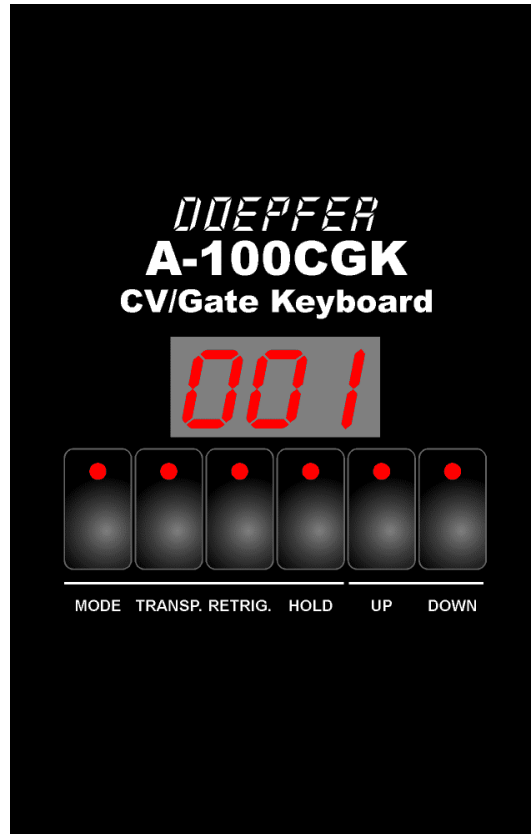 DOEPFER
A-100CGK
CV/Gate Keyboard
001
MODE TRANSP. RETRIG. HOLD UP DOWN